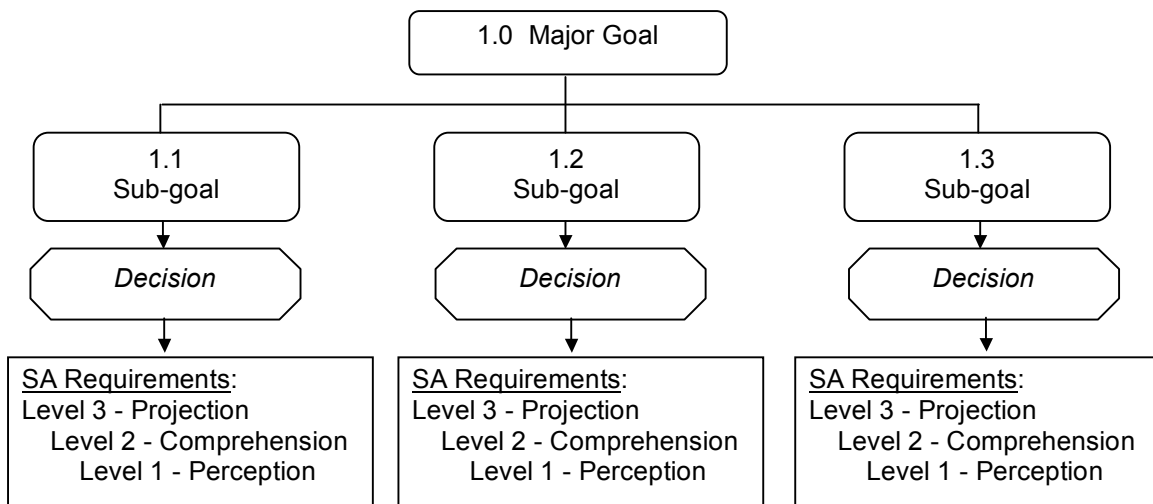 1.0 Major Goal
1.1
Sub-goal
1.2
Sub-goal
1.3
Sub-goal
Decision
Decision
Decision
SA Requirements:
Level 3 - Projection
Level 2 - Comprehension
Level 1 - Perception
SA Requirements:
Level 3 - Projection
Level 2 - Comprehension
Level 1 - Perception
SA Requirements:
Level 3 - Projection
Level 2 - Comprehension
Level 1 - Perception